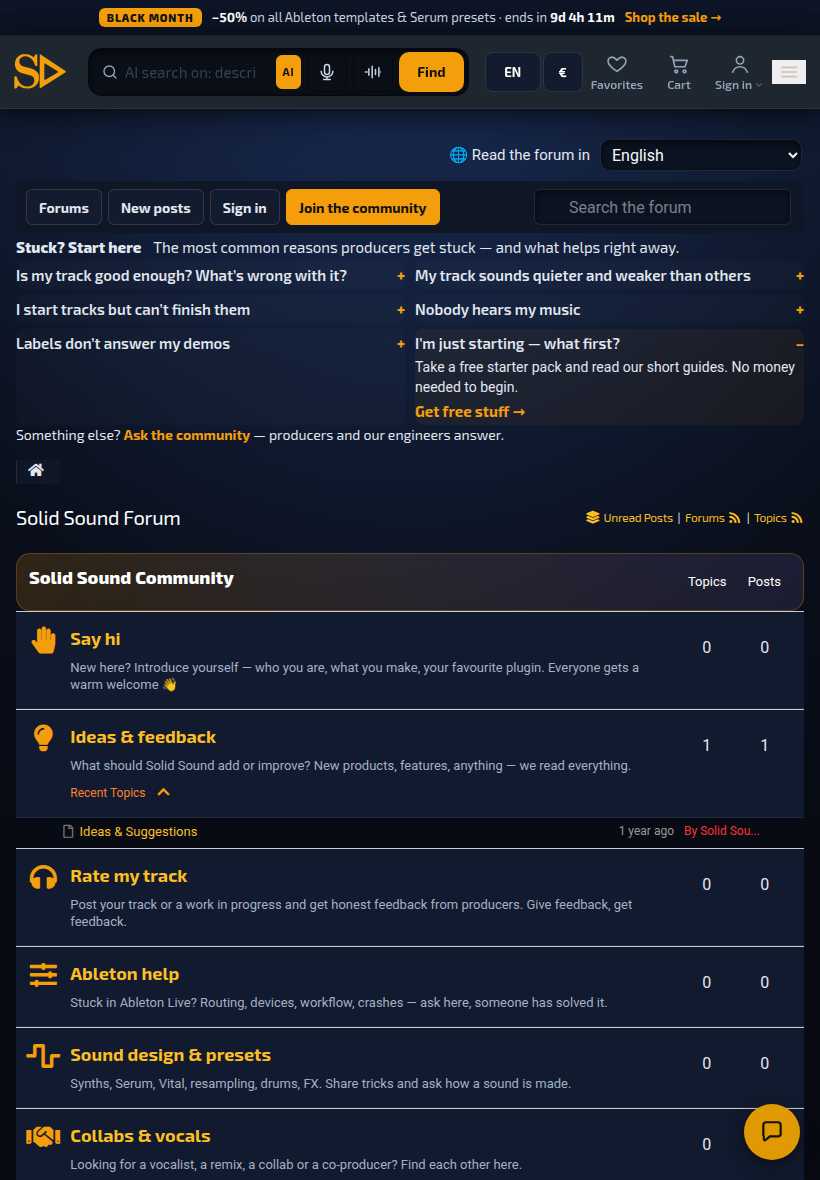 BLACK MONTH −50% on all Ableton templates & Serum presets · ends in 9d 4h 11m Shop the sale →
AI search on: descri AI Find EN € Favorites Cart Sign in
🌐 Read the forum in English
Forums New posts Sign in Join the community Search the forum
Stuck? Start here The most common reasons producers get stuck — and what helps right away.
Is my track good enough? What's wrong with it? +
My track sounds quieter and weaker than others +
I start tracks but can't finish them +
Nobody hears my music +
Labels don't answer my demos +
I'm just starting — what first? −
Take a free starter pack and read our short guides. No money
needed to begin.
Get free stuff →
Something else? Ask the community — producers and our engineers answer.
Solid Sound Forum Unread Posts | Forums | Topics
Solid Sound Community Topics Posts
Say hi 0 0
New here? Introduce yourself — who you are, what you make, your favourite plugin. Everyone gets a
warm welcome 👋
Ideas & feedback 1 1
What should Solid Sound add or improve? New products, features, anything — we read everything.
Recent Topics
Ideas & Suggestions 1 year ago By Solid Sou...
Rate my track 0 0
Post your track or a work in progress and get honest feedback from producers. Give feedback, get
feedback.
Ableton help 0 0
Stuck in Ableton Live? Routing, devices, workflow, crashes — ask here, someone has solved it.
Sound design & presets 0 0
Synths, Serum, Vital, resampling, drums, FX. Share tricks and ask how a sound is made.
Collabs & vocals 0
Looking for a vocalist, a remix, a collab or a co-producer? Find each other here.